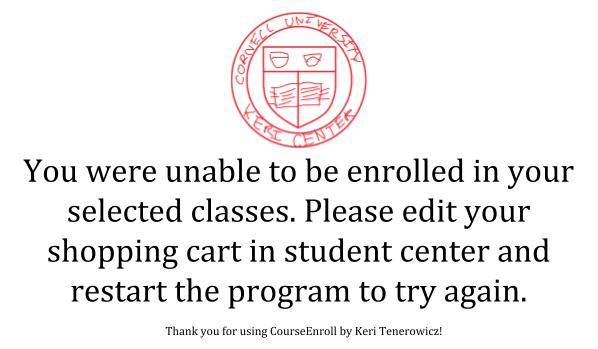 CORNELL UNIVERSITY
KERI CENTER
You were unable to be enrolled in your
selected classes. Please edit your
shopping cart in student center and
restart the program to try again.
Thank you for using CourseEnroll by Keri Tenerowicz!